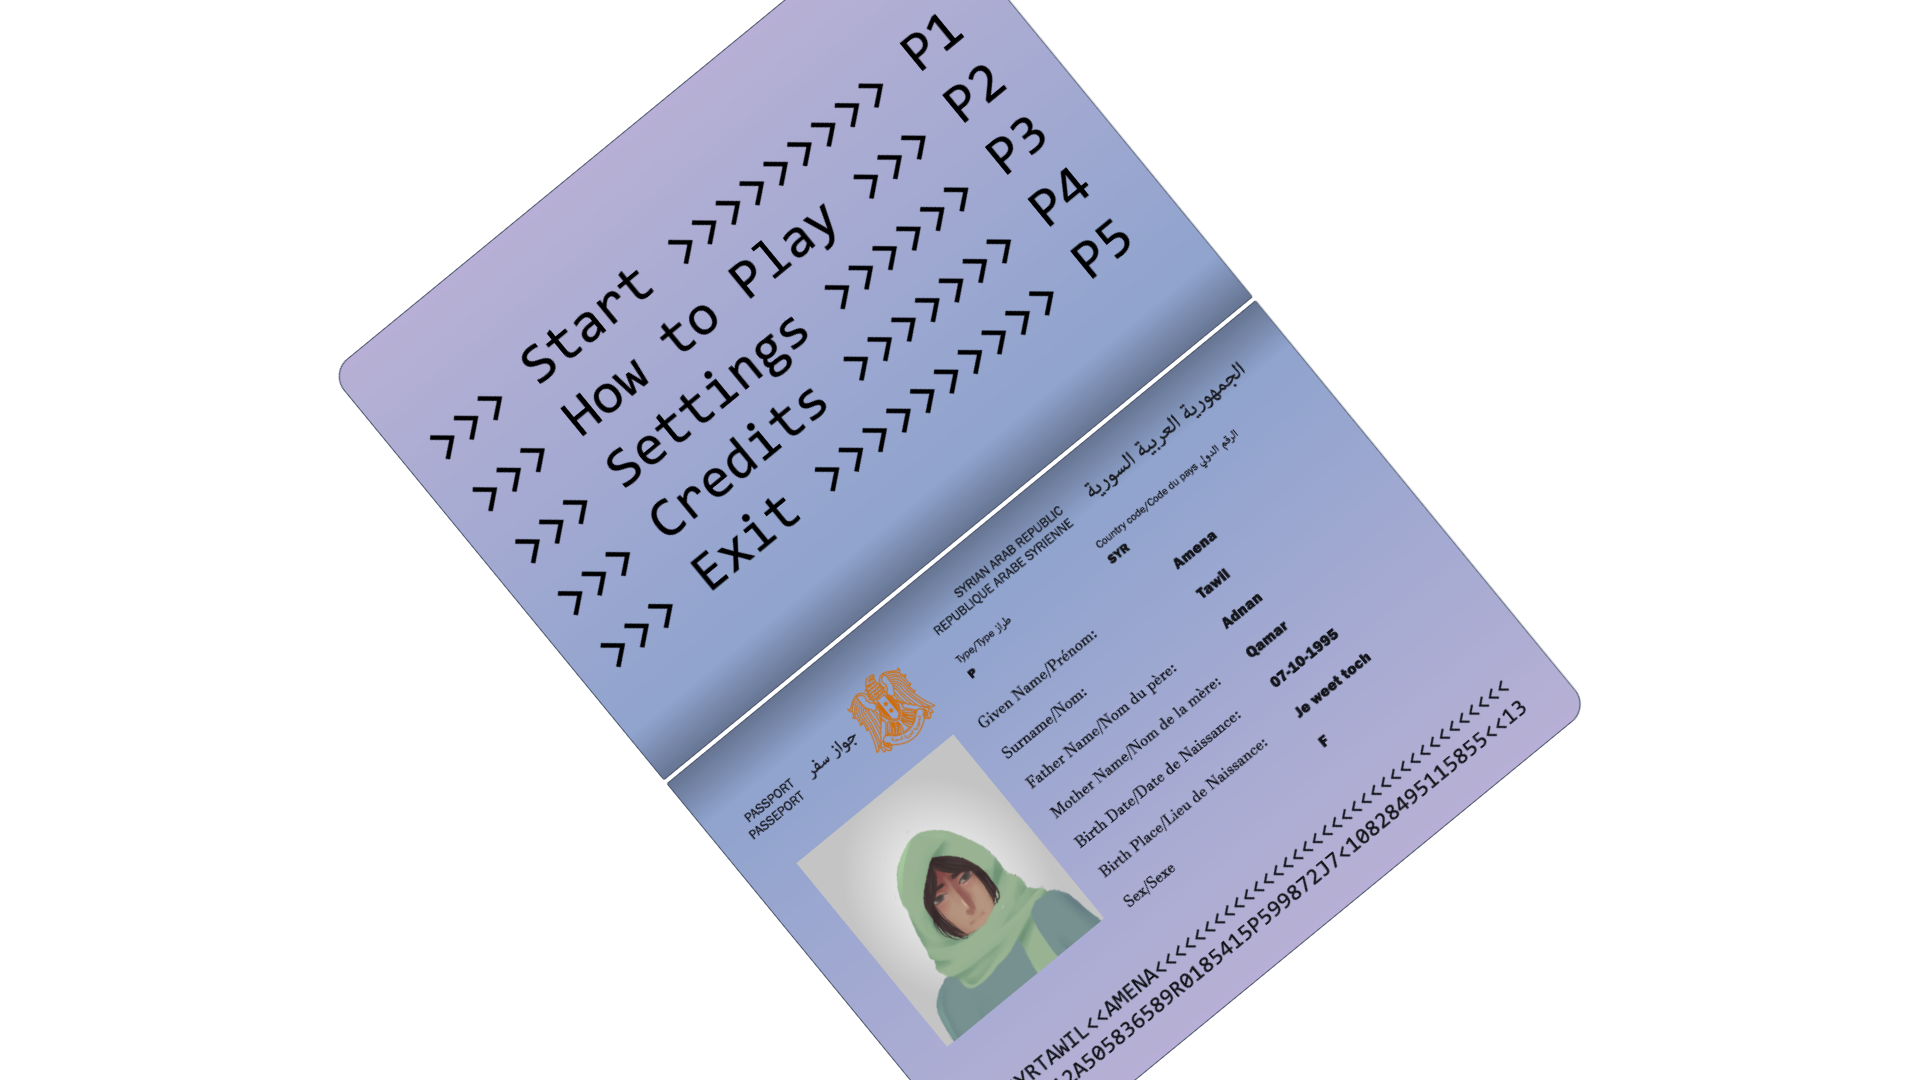 >>> Start >>>>>>>>> P1
>>> How to Play >>> P2
>>> Settings >>>>>> P3
>>> Credits >>>>>>> P4
>>> Exit >>>>>>>>>> P5
PASSPORT
PASSEPORT
جواز سفر
SYRIAN ARAB REPUBLIC
REPUBLIQUE ARABE SYRIENNE
الجمهورية العربية السورية
Type/Type طراز
P
Country code/Code du pays الرقم الدولي
SYR
Given Name/Prénom: Amena
Surname/Nom: Tawil
Father Name/Nom du père: Adnan
Mother Name/Nom de la mère: Qamar
Birth Date/Date de Naissance: 07-10-1995
Birth Place/Lieu de Naissance: Je weet toch
Sex/Sexe F
YRTAWIL<<AMENA<<<<<<<<<<<<<<<<<<<<<<<<<<<<<
2A505836589R0185415P599872J7<10828495115855<<13